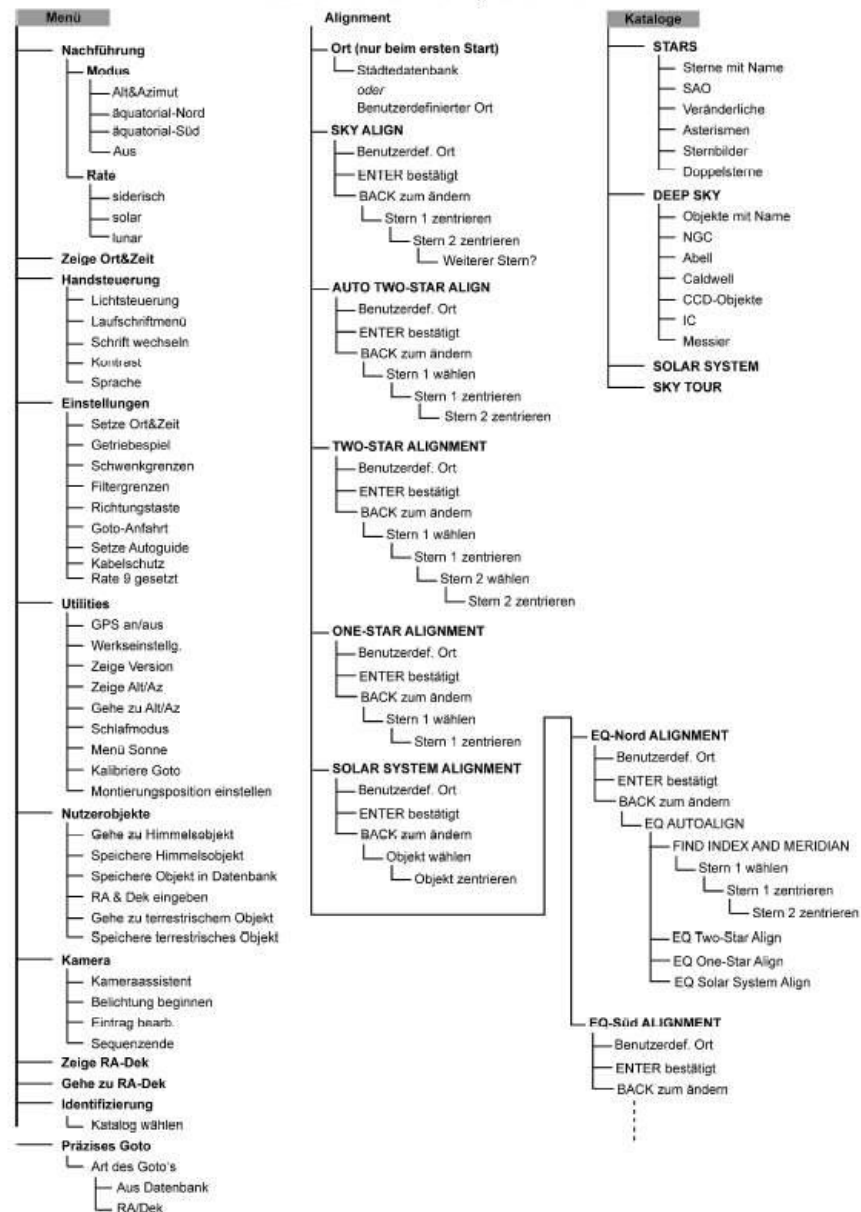 Menü
Nachführung
Modus
Alt&Azimut
äquatorial-Nord
äquatorial-Süd
Aus
Rate
siderisch
solar
lunar
Zeige Ort&Zeit
Handsteuerung
Lichtsteuerung
Laufschriftmenü
Schrift wechseln
Kontrast
Sprache
Einstellungen
Setze Ort&Zeit
Getriebespiel
Schwenkgrenzen
Filtergrenzen
Richtungstaste
Goto-Anfahrt
Setze Autoguide
Kabelschutz
Rate 9 gesetzt
Utilities
GPS an/aus
Werkseinstellg.
Zeige Version
Zeige Alt/Az
Gehe zu Alt/Az
Schlafmodus
Menü Sonne
Kalibriere Goto
Montierungsposition einstellen
Nutzerobjekte
Gehe zu Himmelsobjekt
Speichere Himmelsobjekt
Speichere Objekt in Datenbank
RA & Dek eingeben
Gehe zu terrestrischem Objekt
Speichere terrestrisches Objekt
Kamera
Kameraassistent
Belichtung beginnen
Eintrag bearb.
Sequenzende
Zeige RA-Dek
Gehe zu RA-Dek
Identifizierung
Katalog wählen
Präzises Goto
Art des Goto's
Aus Datenbank
RA/Dek
Alignment
Ort (nur beim ersten Start)
Städtedatenbank
oder
Benutzerdefinierter Ort
SKY ALIGN
Benutzerdef. Ort
ENTER bestätigt
BACK zum ändern
Stern 1 zentrieren
Stern 2 zentrieren
Weiterer Stern?
AUTO TWO-STAR ALIGN
Benutzerdef. Ort
ENTER bestätigt
BACK zum ändern
Stern 1 wählen
Stern 1 zentrieren
Stern 2 zentrieren
TWO-STAR ALIGNMENT
Benutzerdef. Ort
ENTER bestätigt
BACK zum ändern
Stern 1 wählen
Stern 1 zentrieren
Stern 2 wählen
Stern 2 zentrieren
ONE-STAR ALIGNMENT
Benutzerdef. Ort
ENTER bestätigt
BACK zum ändern
Stern 1 wählen
Stern 1 zentrieren
SOLAR SYSTEM ALIGNMENT
Benutzerdef. Ort
ENTER bestätigt
BACK zum ändern
Objekt wählen
Objekt zentrieren
EQ-Nord ALIGNMENT
Benutzerdef. Ort
ENTER bestätigt
BACK zum ändern
EQ AUTOALIGN
FIND INDEX AND MERIDIAN
Stern 1 wählen
Stern 1 zentrieren
Stern 2 zentrieren
EQ Two-Star Align
EQ One-Star Align
EQ Solar System Align
EQ-Süd ALIGNMENT
Benutzerdef. Ort
ENTER bestätigt
BACK zum ändern
Kataloge
STARS
Sterne mit Name
SAO
Veränderliche
Asterismen
Sternbilder
Doppelsterne
DEEP SKY
Objekte mit Name
NGC
Abell
Caldwell
CCD-Objekte
IC
Messier
SOLAR SYSTEM
SKY TOUR